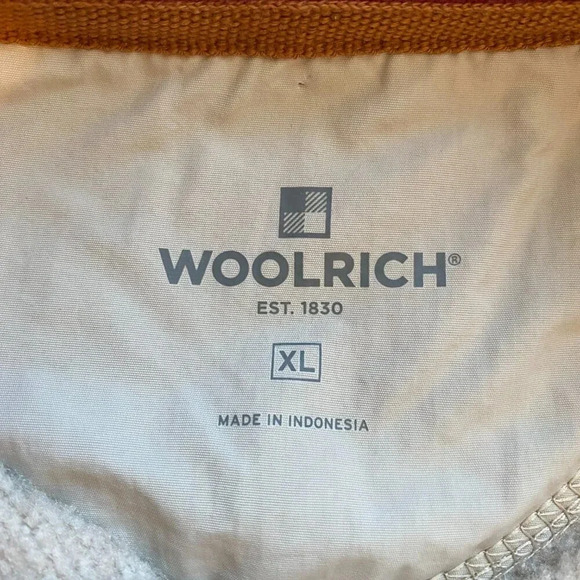 WOOLRICH®
EST. 1830
XL
MADE IN INDONESIA